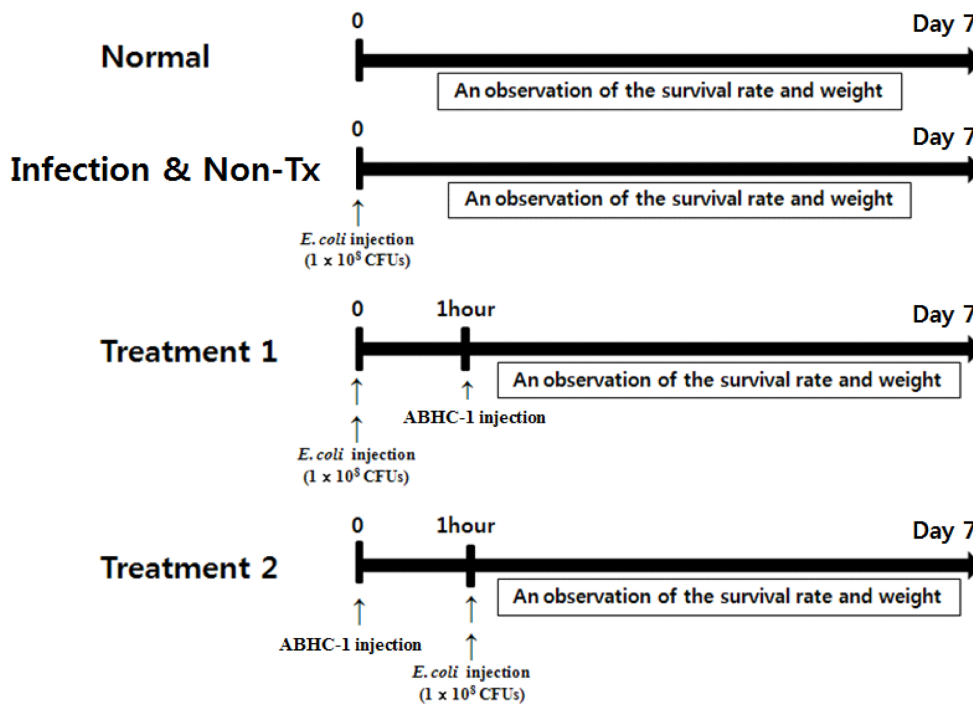 0
Day 7
Normal
An observation of the survival rate and weight
0
Day 7
Infection & Non-Tx
An observation of the survival rate and weight
E. coli injection
(1 x 10⁸ CFUs)
0
1hour
Day 7
Treatment 1
An observation of the survival rate and weight
ABHC-1 injection
E. coli injection
(1 x 10⁸ CFUs)
0
1hour
Day 7
Treatment 2
An observation of the survival rate and weight
ABHC-1 injection
E. coli injection
(1 x 10⁸ CFUs)